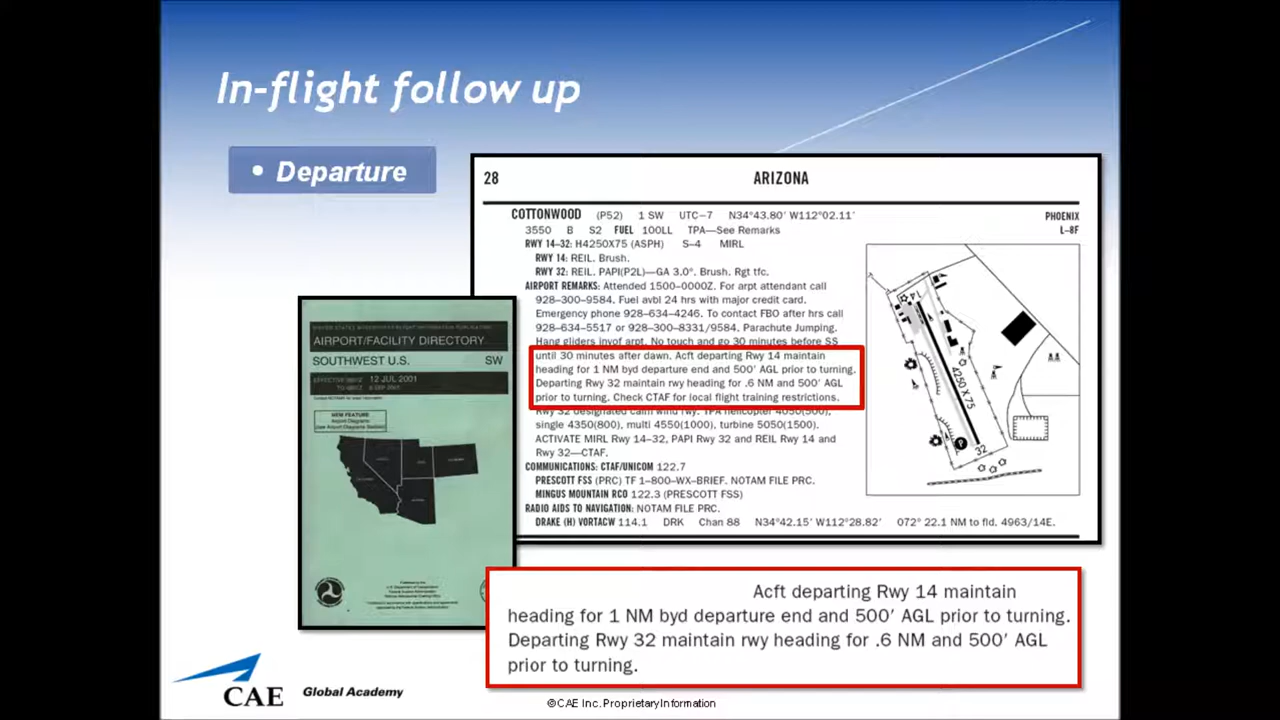 In-flight follow up
• Departure
28 ARIZONA
COTTONWOOD (P52) 1 SW UTC–7 N34°43.80′ W112°02.11′ PHOENIX
3550 B S2 FUEL 100LL TPA—See Remarks L–8F
RWY 14–32: H4250X75 (ASPH) S–4 MIRL
RWY 14: REIL. Brush.
RWY 32: REIL. PAPI(P2L)—GA 3.0°. Brush. Rgt tfc.
AIRPORT REMARKS: Attended 1500–0000Z. For arpt attendant call
928–300–9584. Fuel avbl 24 hrs with major credit card.
Emergency phone 928–634–4246. To contact FBO after hrs call
928–634–5517 or 928–300–8331/9584. Parachute Jumping.
Hang gliders invof arpt. No touch and go 30 minutes before SS
until 30 minutes after dawn. Acft departing Rwy 14 maintain
heading for 1 NM byd departure end and 500′ AGL prior to turning.
Departing Rwy 32 maintain rwy heading for .6 NM and 500′ AGL
prior to turning. Check CTAF for local flight training restrictions.
Rwy 32 designated calm wind rwy. TPA helicopter 4050(500),
single 4350(800), multi 4550(1000), turbine 5050(1500).
ACTIVATE MIRL Rwy 14–32, PAPI Rwy 32 and REIL Rwy 14 and
Rwy 32—CTAF.
COMMUNICATIONS: CTAF/UNICOM 122.7
PRESCOTT FSS (PRC) TF 1–800–WX–BRIEF. NOTAM FILE PRC.
MINGUS MOUNTAIN RCO 122.3 (PRESCOTT FSS)
RADIO AIDS TO NAVIGATION: NOTAM FILE PRC.
DRAKE (H) VORTACW 114.1 DRK Chan 88 N34°42.15′ W112°28.82′ 072° 22.1 NM to fld. 4963/14E.
14
4250 X 75
32
AIRPORT/FACILITY DIRECTORY
SOUTHWEST U.S. SW
12 JUL 2001
NEW FEATURE
Airport Diagrams
(see Airport Diagrams Section)
Acft departing Rwy 14 maintain
heading for 1 NM byd departure end and 500′ AGL prior to turning.
Departing Rwy 32 maintain rwy heading for .6 NM and 500′ AGL
prior to turning.
CAE Global Academy
©CAE Inc. Proprietary Information